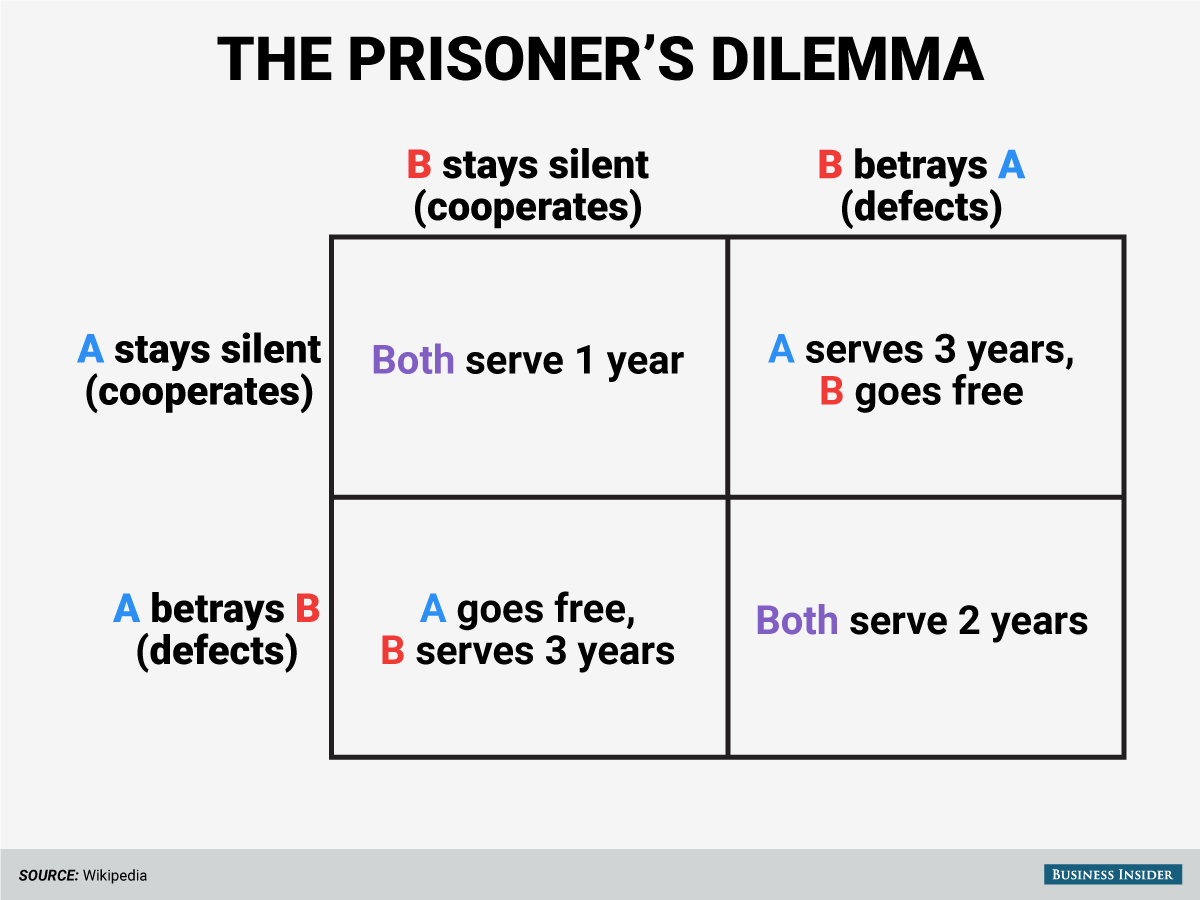 THE PRISONER’S DILEMMA
B stays silent
(cooperates)
B betrays A
(defects)
A stays silent
(cooperates)
Both serve 1 year
A serves 3 years,
B goes free
A betrays B
(defects)
A goes free,
B serves 3 years
Both serve 2 years
SOURCE: Wikipedia
BUSINESS INSIDER